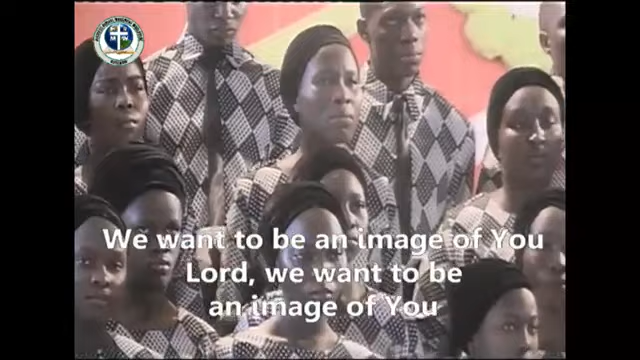 We want to be an image of You
Lord, we want to be
an image of You